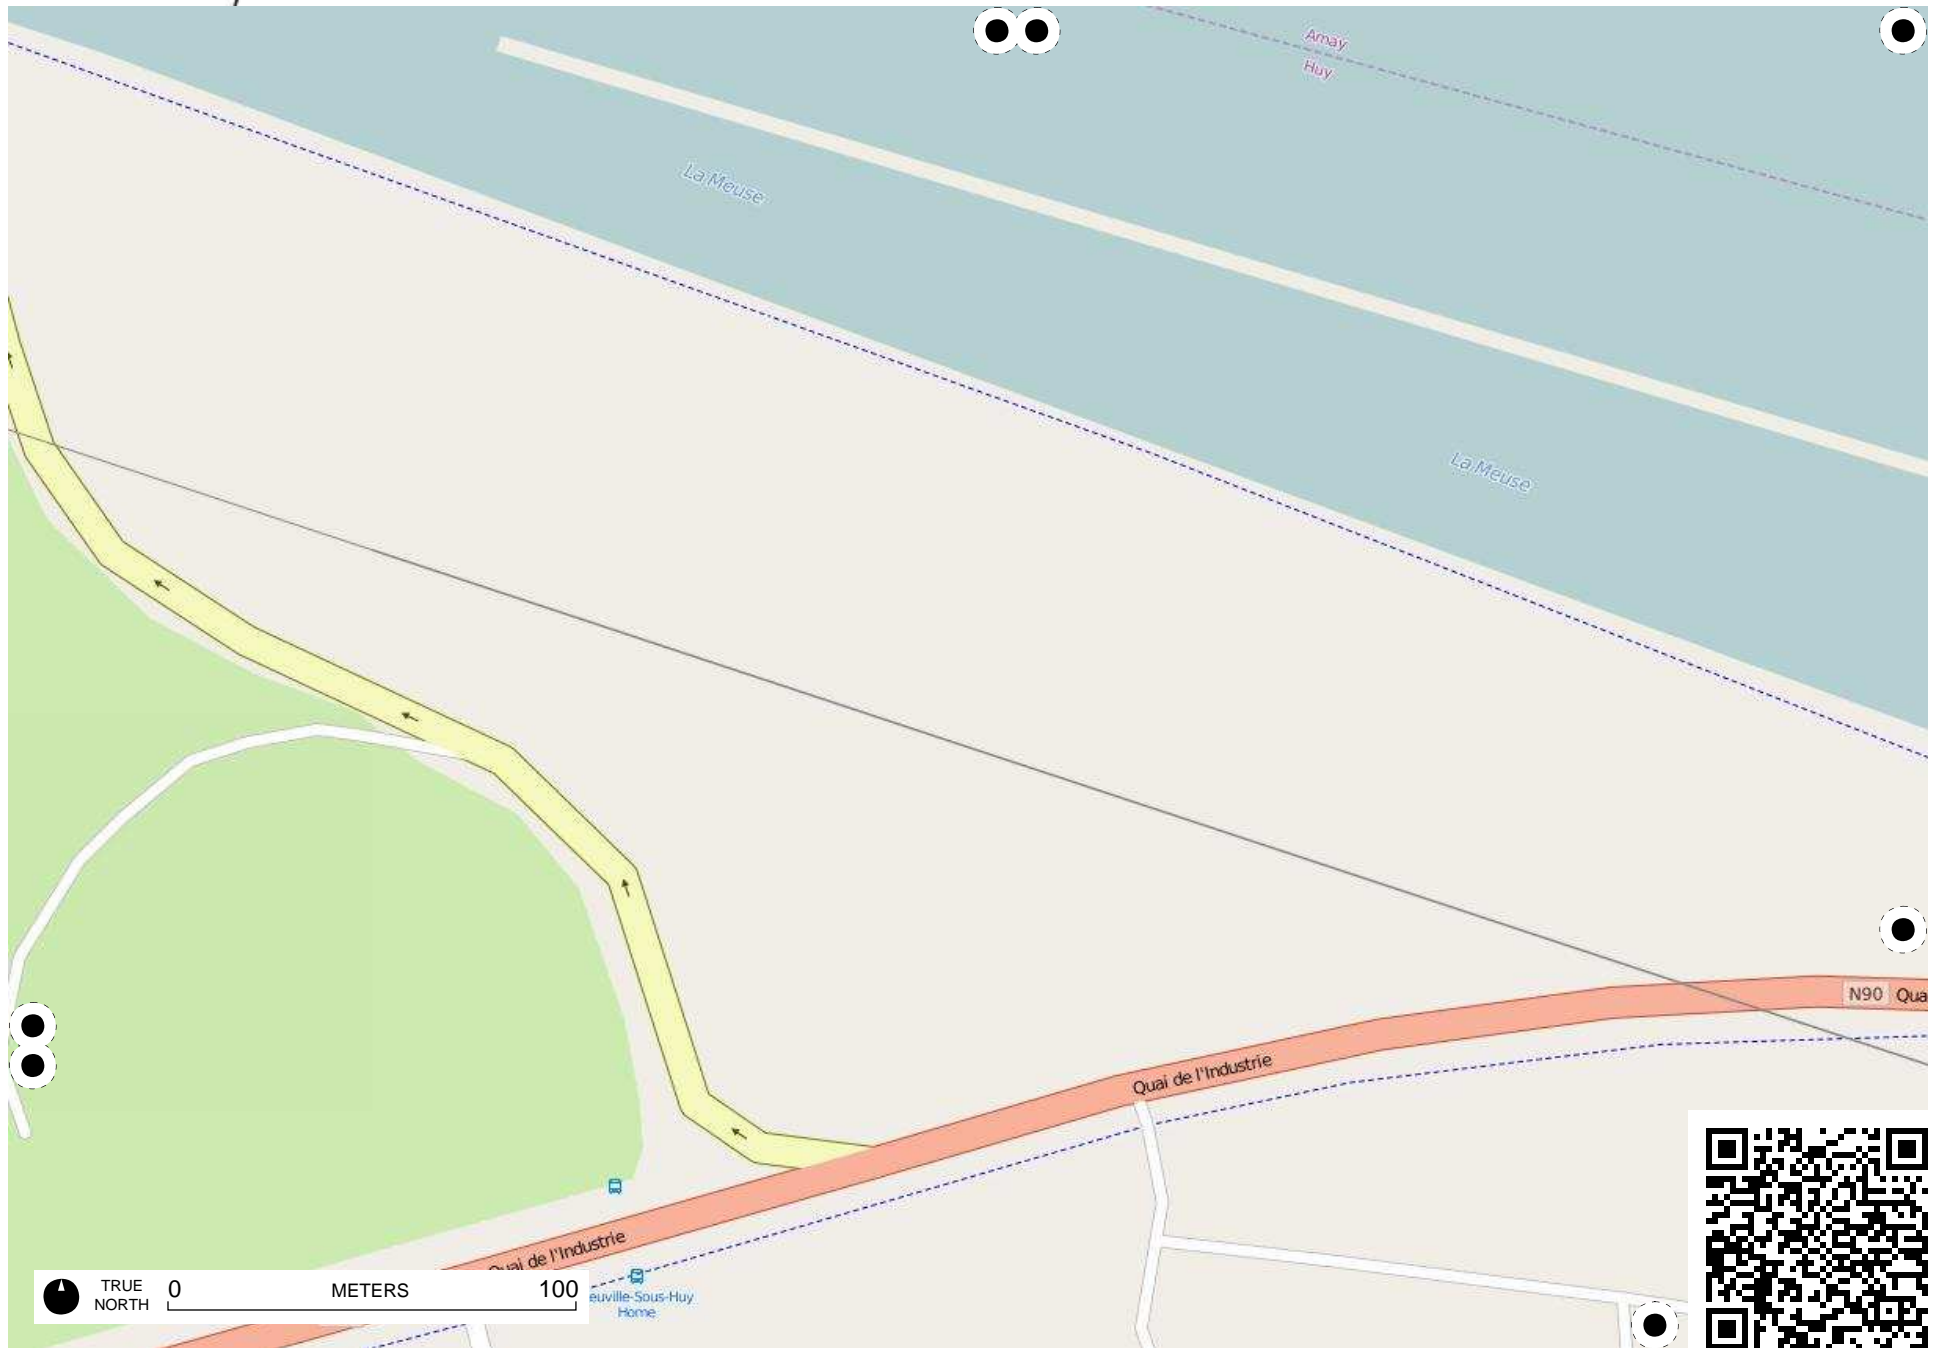 Amay
Huy
La Meuse
La Meuse
N90 Qua
Quai de l'Industrie
Quai de l'Industrie
TRUE
NORTH
0 METERS 100
euville-Sous-Huy
Home